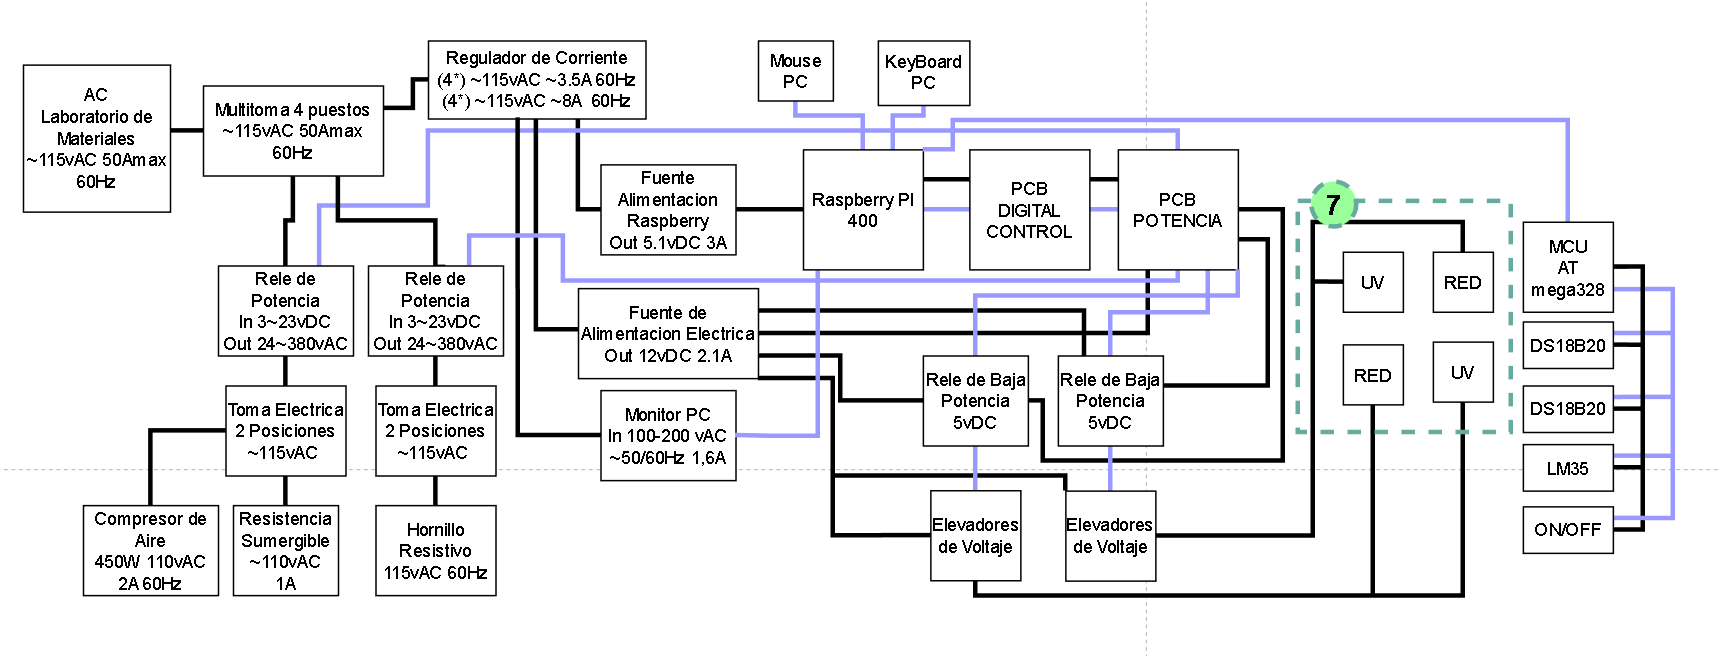 AC
Laboratorio de
Materiales
~115vAC 50Amax
60Hz
Multitoma 4 puestos
~115vAC 50Amax
60Hz
Regulador de Corriente
(4*) ~115vAC ~3.5A 60Hz
(4*) ~115vAC ~8A 60Hz
Mouse
PC
KeyBoard
PC
Fuente
Alimentacion
Raspberry
Out 5.1vDC 3A
Raspberry PI
400
PCB
DIGITAL
CONTROL
PCB
POTENCIA
7
UV
RED
RED
UV
MCU
AT
mega328
DS18B20
DS18B20
LM35
ON/OFF
Rele de
Potencia
In 3~23vDC
Out 24~380vAC
Rele de
Potencia
In 3~23vDC
Out 24~380vAC
Fuente de
Alimentacion Electrica
Out 12vDC 2.1A
Rele de Baja
Potencia
5vDC
Rele de Baja
Potencia
5vDC
Toma Electrica
2 Posiciones
~115vAC
Toma Electrica
2 Posiciones
~115vAC
Monitor PC
In 100-200 vAC
~50/60Hz 1,6A
Compresor de
Aire
450W 110vAC
2A 60Hz
Resistencia
Sumergible
~110vAC
1A
Hornillo
Resistivo
115vAC 60Hz
Elevadores
de Voltaje
Elevadores
de Voltaje